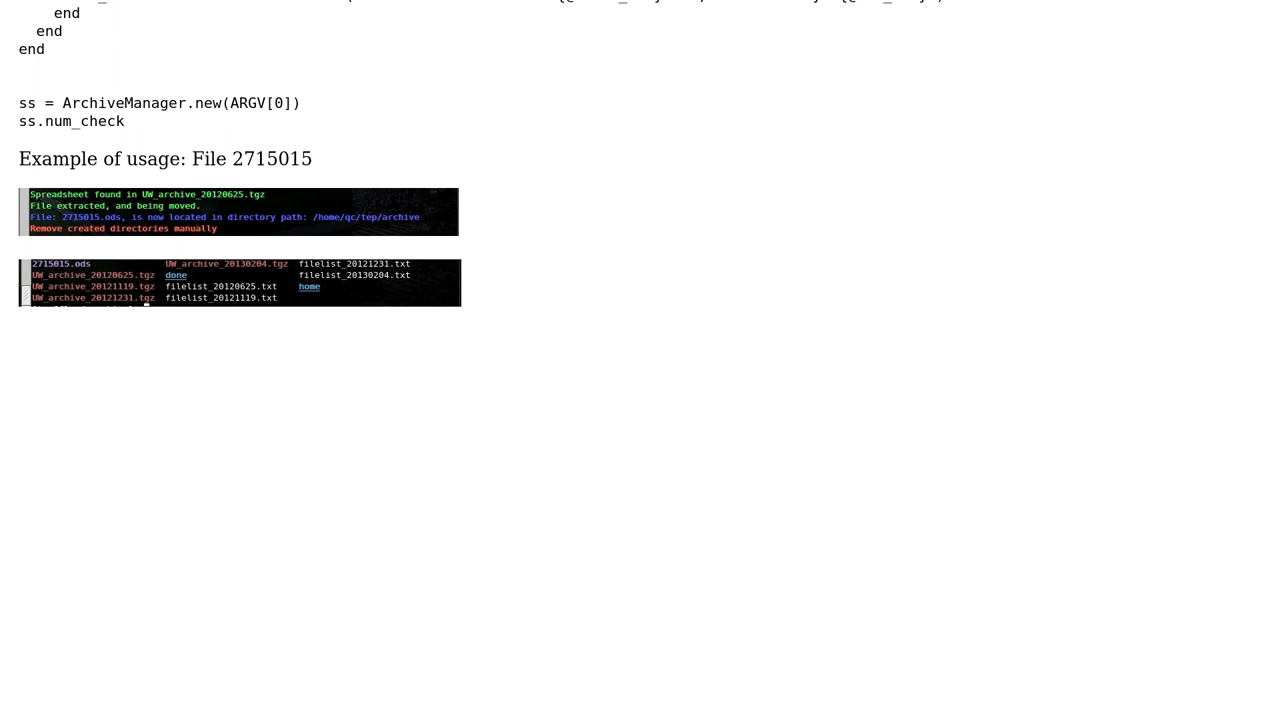 end
end
end
ss = ArchiveManager.new(ARGV[0])
ss.num_check
Example of usage: File 2715015
Spreadsheet found in UW_archive_20120625.tgz
File extracted, and being moved.
File: 2715015.ods, is now located in directory path: /home/qc/tep/archive
Remove created directories manually
2715015.ods UW_archive_20130204.tgz filelist_20121231.txt
UW_archive_20120625.tgz done filelist_20130204.txt
UW_archive_20121119.tgz filelist_20120625.txt home
UW_archive_20121231.tgz filelist_20121119.txt